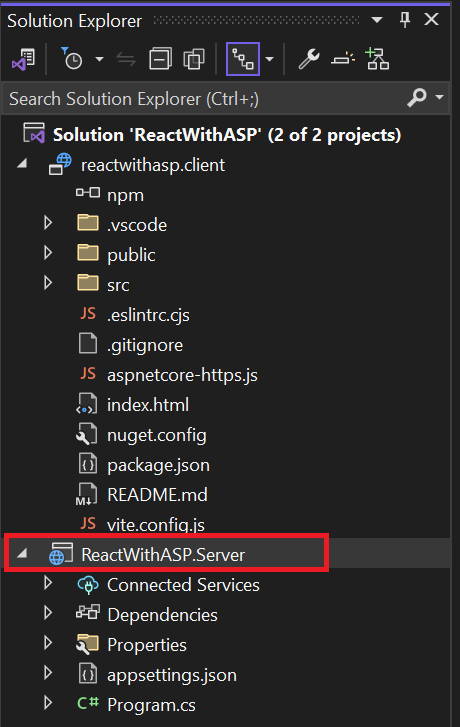 Solution Explorer
Search Solution Explorer (Ctrl+;)
Solution 'ReactWithASP' (2 of 2 projects)
reactwithasp.client
npm
.vscode
public
src
JS .eslintrc.cjs
.gitignore
JS aspnetcore-https.js
index.html
nuget.config
package.json
README.md
JS vite.config.js
ReactWithASP.Server
Connected Services
Dependencies
Properties
appsettings.json
C# Program.cs